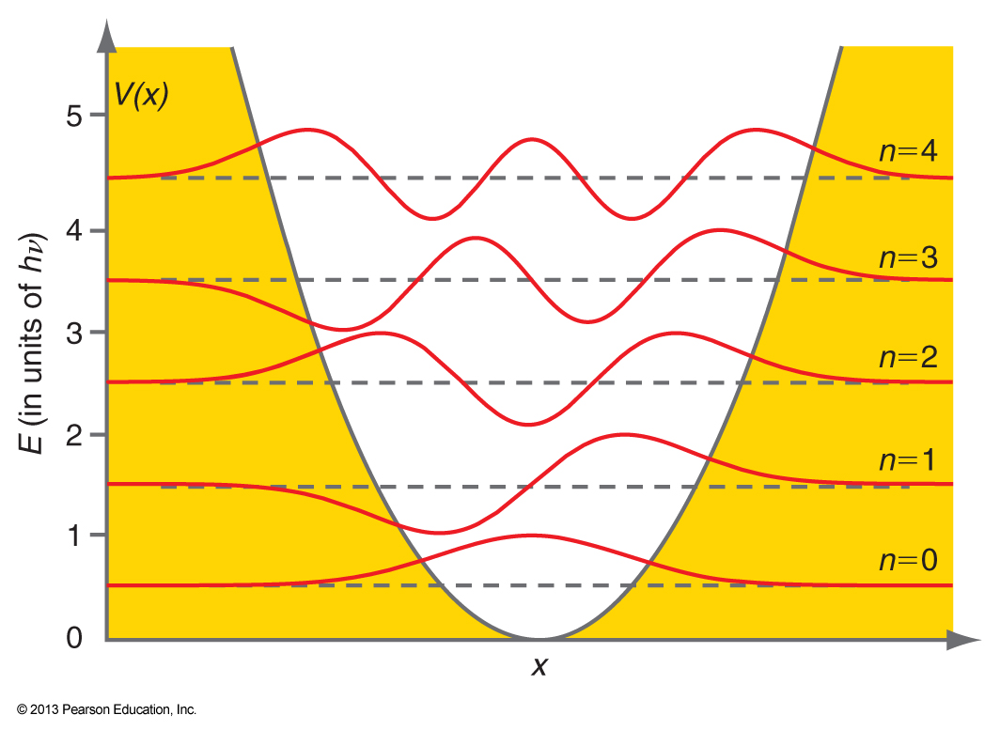 V(x)
5
n=4
4
n=3
3
n=2
2
n=1
1
n=0
0
E (in units of hν)
x
© 2013 Pearson Education, Inc.